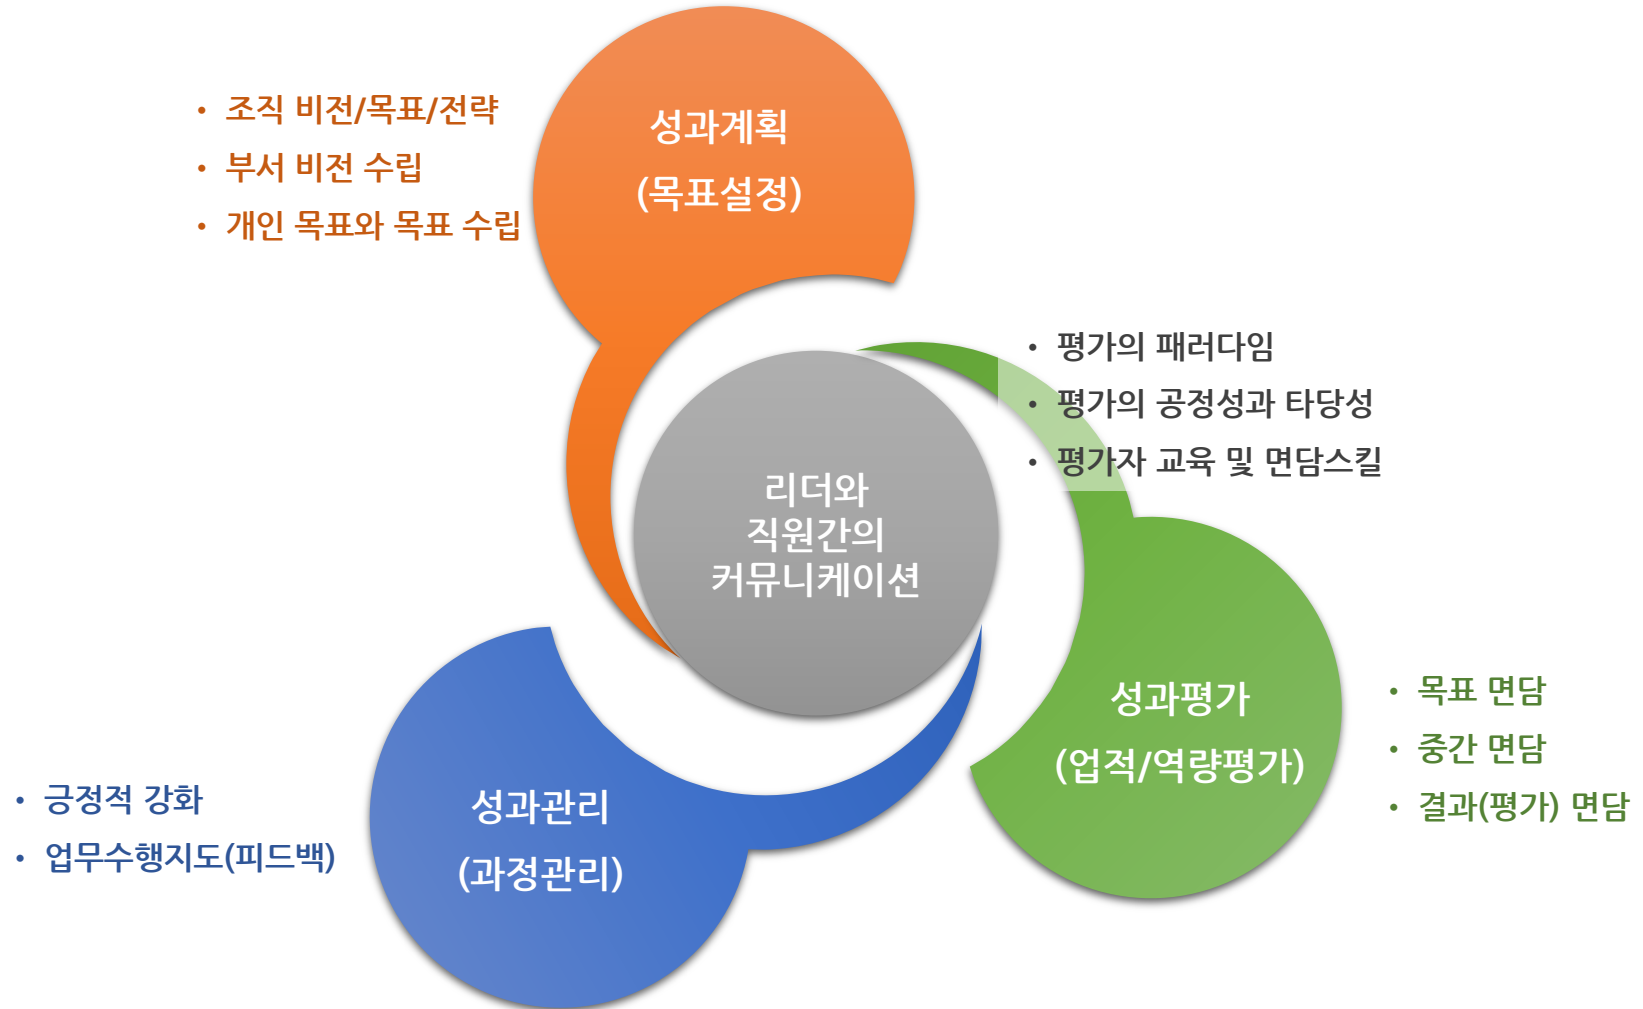 • 조직 비전/목표/전략
• 부서 비전 수립
• 개인 목표와 목표 수립
성과계획
(목표설정)
• 평가의 패러다임
• 평가의 공정성과 타당성
• 평가자 교육 및 면담스킬
리더와
직원간의
커뮤니케이션
성과평가
(업적/역량평가)
• 목표 면담
• 중간 면담
• 결과(평가) 면담
• 긍정적 강화
• 업무수행지도(피드백)
성과관리
(과정관리)